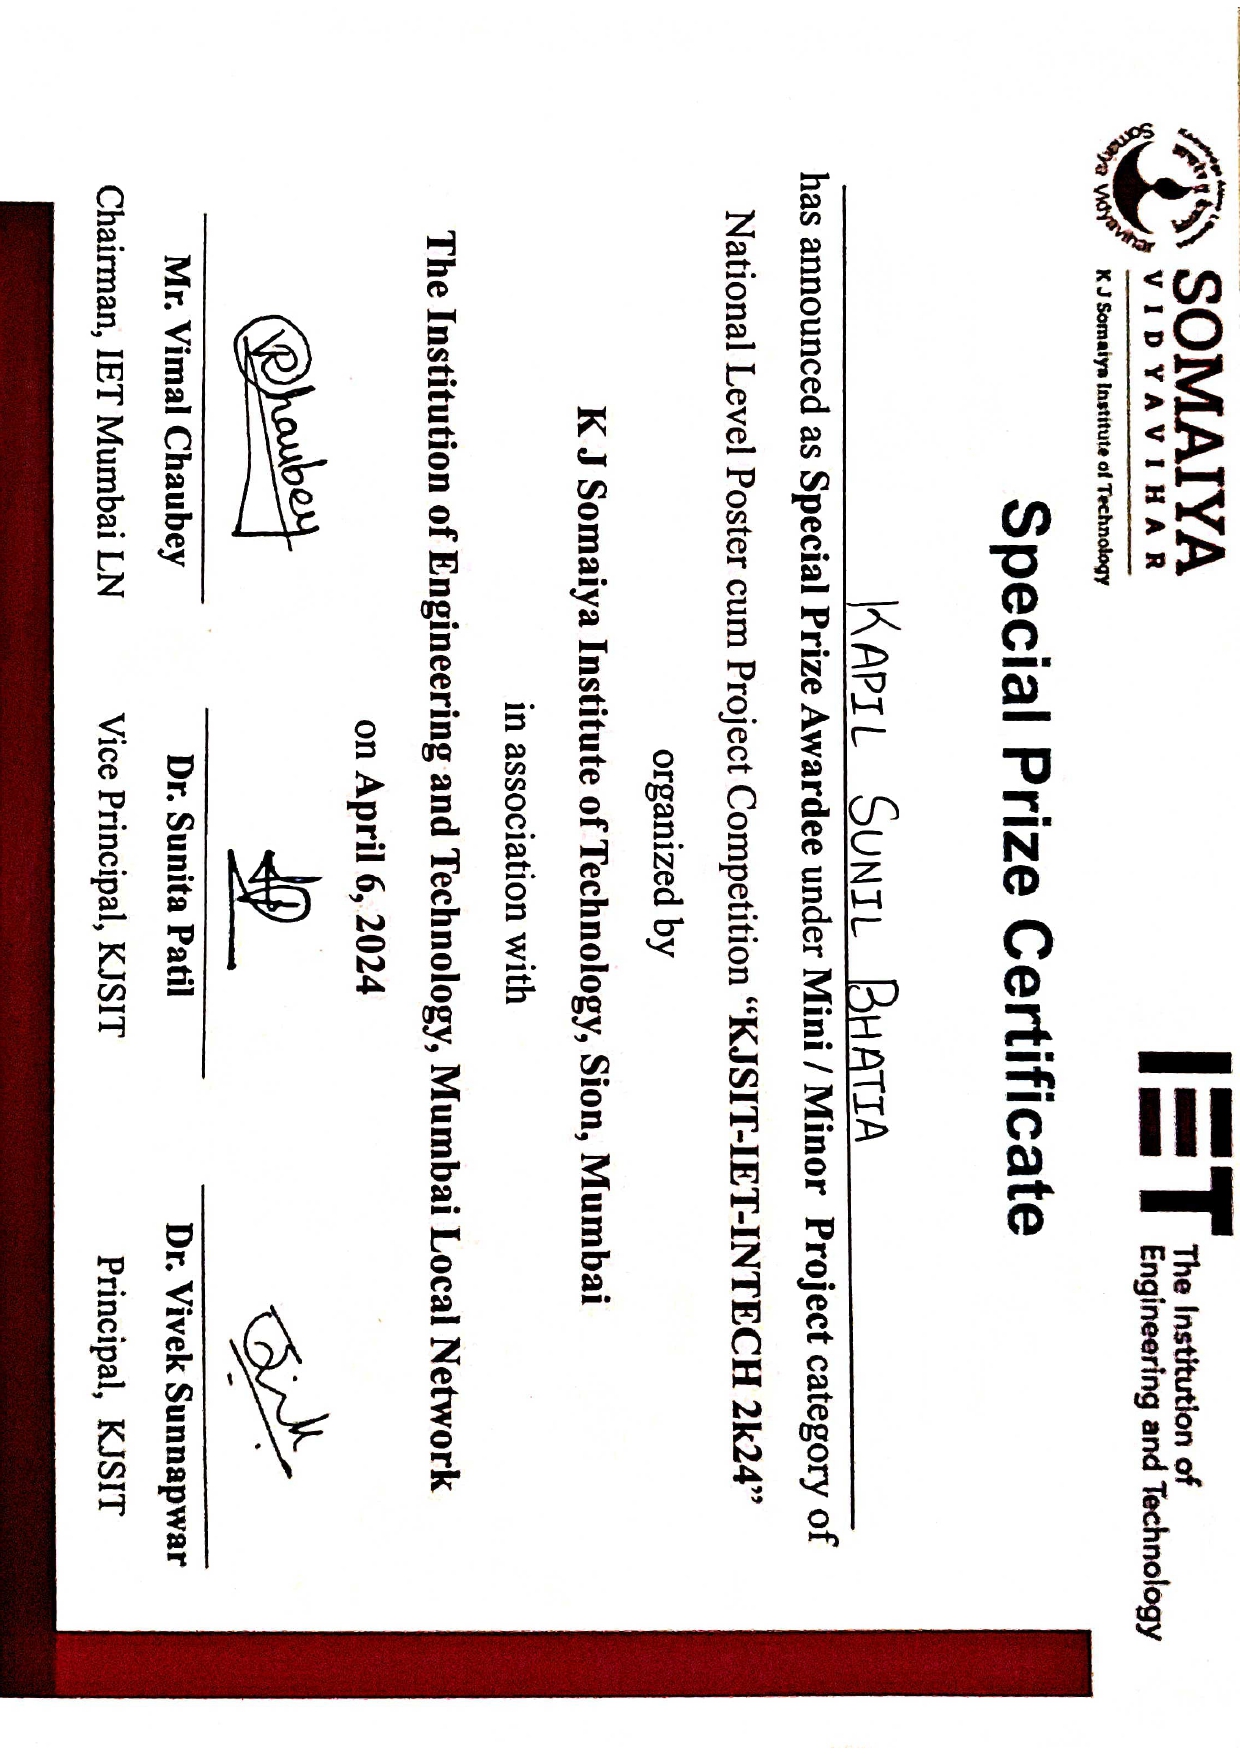 SOMAIYA
VIDYAVIHAR
K J Somaiya Institute of Technology
Somaiya Vidyavihar
IET The Institution of
Engineering and Technology
Special Prize Certificate
KAPIL SUNIL BHATIA
has announced as Special Prize Awardee under Mini / Minor Project category of
National Level Poster cum Project Competition “KJSIT-IET-INTECH 2k24”
organized by
K J Somaiya Institute of Technology, Sion, Mumbai
in association with
The Institution of Engineering and Technology, Mumbai Local Network
on April 6, 2024
Mr. Vimal Chaubey
Dr. Sunita Patil
Dr. Vivek Sunnapwar
Chairman, IET Mumbai LN
Vice Principal, KJSIT
Principal, KJSIT